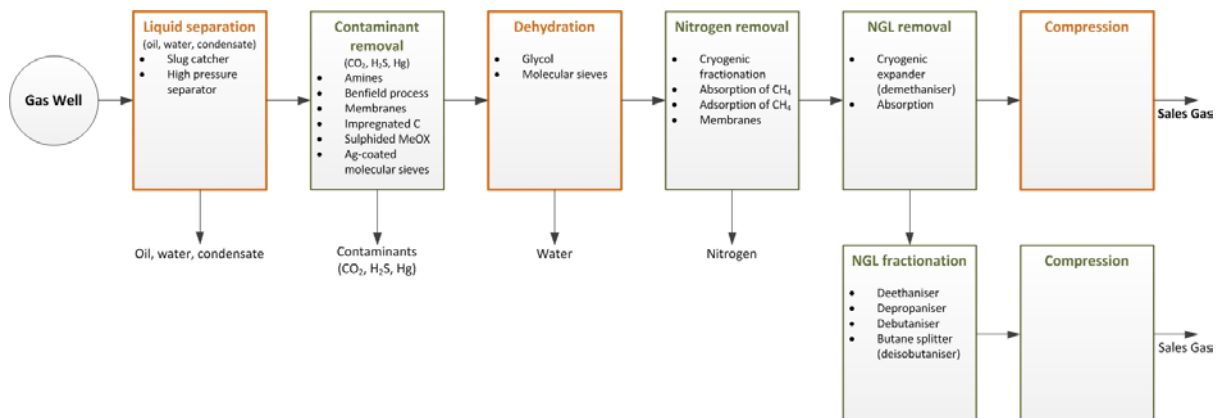 Gas Well
Liquid separation
(oil, water, condensate)
• Slug catcher
• High pressure
separator
Oil, water, condensate
Contaminant
removal
(CO₂, H₂S, Hg)
• Amines
• Benfield process
• Membranes
• Impregnated C
• Sulphided MeOX
• Ag-coated
molecular sieves
Contaminants
(CO₂, H₂S, Hg)
Dehydration
• Glycol
• Molecular sieves
Water
Nitrogen removal
• Cryogenic
fractionation
• Absorption of CH₄
• Adsorption of CH₄
• Membranes
Nitrogen
NGL removal
• Cryogenic
expander
(demethaniser)
• Absorption
Compression
Sales Gas
NGL fractionation
• Deethaniser
• Depropaniser
• Debutaniser
• Butane splitter
(deisobutaniser)
Compression
Sales Gas